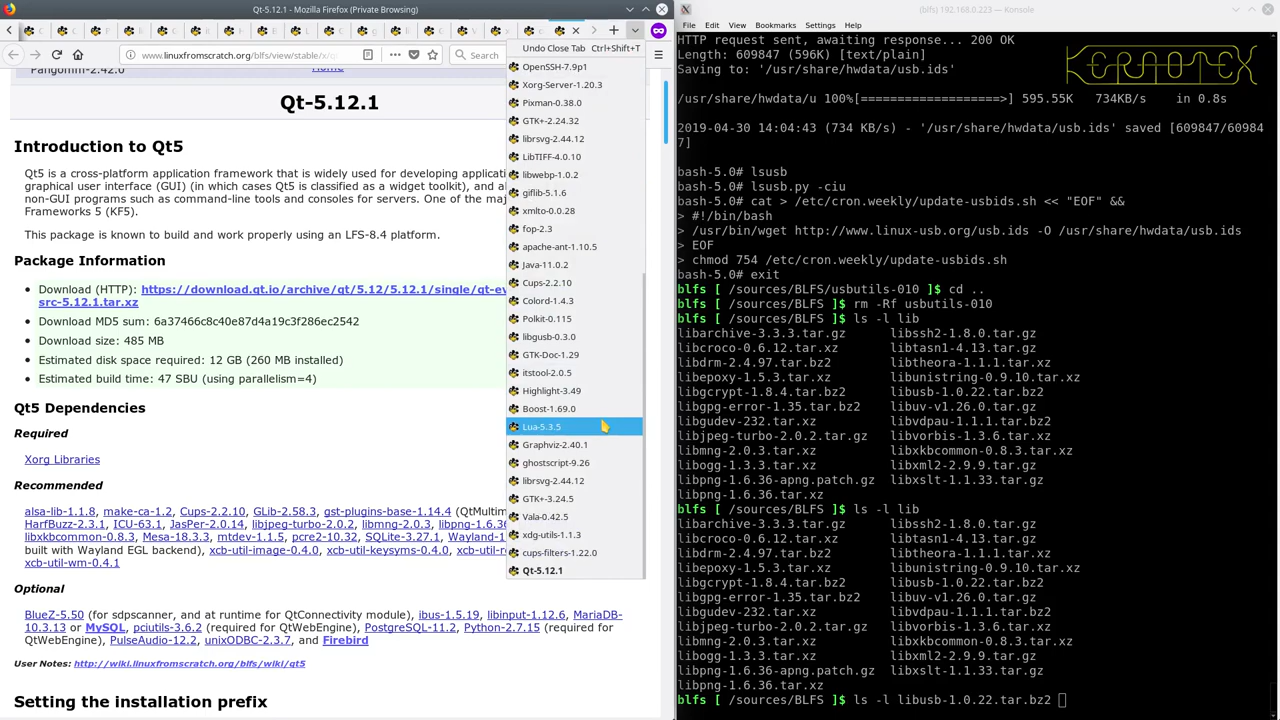 Qt-5.12.1 - Mozilla Firefox (Private Browsing)
www.linuxfromscratch.org/blfs/view/stable/x/q
Search
Pangomm-2.42.0
Home
Qt-5.12.1
Introduction to Qt5
Qt5 is a cross-platform application framework that is widely used for developing applicatio
graphical user interface (GUI) (in which cases Qt5 is classified as a widget toolkit), and al
non-GUI programs such as command-line tools and consoles for servers. One of the ma
Frameworks 5 (KF5).
This package is known to build and work properly using an LFS-8.4 platform.
Package Information
Download (HTTP): https://download.qt.io/archive/qt/5.12/5.12.1/single/qt-ev
src-5.12.1.tar.xz
Download MD5 sum: 6a37466c8c40e87d4a19c3f286ec2542
Download size: 485 MB
Estimated disk space required: 12 GB (260 MB installed)
Estimated build time: 47 SBU (using parallelism=4)
Qt5 Dependencies
Required
Xorg Libraries
Recommended
alsa-lib-1.1.8, make-ca-1.2, Cups-2.2.10, GLib-2.58.3, gst-plugins-base-1.14.4 (QtMultim
HarfBuzz-2.3.1, ICU-63.1, JasPer-2.0.14, libjpeg-turbo-2.0.2, libmng-2.0.3, libpng-1.6.36
libxkbcommon-0.8.3, Mesa-18.3.3, mtdev-1.1.5, pcre2-10.32, SQLite-3.27.1, Wayland-1
built with Wayland EGL backend), xcb-util-image-0.4.0, xcb-util-keysyms-0.4.0, xcb-util-re
xcb-util-wm-0.4.1
Optional
BlueZ-5.50 (for sdpscanner, and at runtime for QtConnectivity module), ibus-1.5.19, libinput-1.12.6, MariaDB-
10.3.13 or MySQL, pciutils-3.6.2 (required for QtWebEngine), PostgreSQL-11.2, Python-2.7.15 (required for
QtWebEngine), PulseAudio-12.2, unixODBC-2.3.7, and Firebird
User Notes: http://wiki.linuxfromscratch.org/blfs/wiki/qt5
Setting the installation prefix
Undo Close Tab Ctrl+Shift+T
OpenSSH-7.9p1
Xorg-Server-1.20.3
Pixman-0.38.0
GTK+-2.24.32
librsvg-2.44.12
LibTIFF-4.0.10
libwebp-1.0.2
giflib-5.1.6
xmlto-0.0.28
fop-2.3
apache-ant-1.10.5
Java-11.0.2
Cups-2.2.10
Colord-1.4.3
Polkit-0.115
libgusb-0.3.0
GTK-Doc-1.29
itstool-2.0.5
Highlight-3.49
Boost-1.69.0
Lua-5.3.5
Graphviz-2.40.1
ghostscript-9.26
librsvg-2.44.12
GTK+-3.24.5
Vala-0.42.5
xdg-utils-1.1.3
cups-filters-1.22.0
Qt-5.12.1
(blfs) 192.168.0.223 — Konsole
File Edit View Bookmarks Settings Help
HTTP request sent, awaiting response... 200 OK
Length: 609847 (596K) [text/plain]
Saving to: '/usr/share/hwdata/usb.ids'
/usr/share/hwdata/u 100%[===================>] 595.55K 734KB/s in 0.8s
2019-04-30 14:04:43 (734 KB/s) - '/usr/share/hwdata/usb.ids' saved [609847/60984
7]
bash-5.0# lsusb
bash-5.0# lsusb.py -ciu
bash-5.0# cat > /etc/cron.weekly/update-usbids.sh << "EOF" &&
> #!/bin/bash
> /usr/bin/wget http://www.linux-usb.org/usb.ids -O /usr/share/hwdata/usb.ids
> EOF
> chmod 754 /etc/cron.weekly/update-usbids.sh
bash-5.0# exit
blfs [ /sources/BLFS/usbutils-010 ]$ cd ..
blfs [ /sources/BLFS ]$ rm -Rf usbutils-010
blfs [ /sources/BLFS ]$ ls -l lib
libarchive-3.3.3.tar.gz libssh2-1.8.0.tar.gz
libcroco-0.6.12.tar.xz libtasn1-4.13.tar.gz
libdrm-2.4.97.tar.bz2 libtheora-1.1.1.tar.xz
libepoxy-1.5.3.tar.xz libunistring-0.9.10.tar.xz
libgcrypt-1.8.4.tar.bz2 libusb-1.0.22.tar.bz2
libgpg-error-1.35.tar.bz2 libuv-v1.26.0.tar.gz
libgudev-232.tar.xz libvdpau-1.1.1.tar.bz2
libjpeg-turbo-2.0.2.tar.gz libvorbis-1.3.6.tar.xz
libmng-2.0.3.tar.xz libxkbcommon-0.8.3.tar.xz
libogg-1.3.3.tar.xz libxml2-2.9.9.tar.gz
libpng-1.6.36-apng.patch.gz libxslt-1.1.33.tar.gz
libpng-1.6.36.tar.xz
blfs [ /sources/BLFS ]$ ls -l lib
libarchive-3.3.3.tar.gz libssh2-1.8.0.tar.gz
libcroco-0.6.12.tar.xz libtasn1-4.13.tar.gz
libdrm-2.4.97.tar.bz2 libtheora-1.1.1.tar.xz
libepoxy-1.5.3.tar.xz libunistring-0.9.10.tar.xz
libgcrypt-1.8.4.tar.bz2 libusb-1.0.22.tar.bz2
libgpg-error-1.35.tar.bz2 libuv-v1.26.0.tar.gz
libgudev-232.tar.xz libvdpau-1.1.1.tar.bz2
libjpeg-turbo-2.0.2.tar.gz libvorbis-1.3.6.tar.xz
libmng-2.0.3.tar.xz libxkbcommon-0.8.3.tar.xz
libogg-1.3.3.tar.xz libxml2-2.9.9.tar.gz
libpng-1.6.36-apng.patch.gz libxslt-1.1.33.tar.gz
libpng-1.6.36.tar.xz
blfs [ /sources/BLFS ]$ ls -l libusb-1.0.22.tar.bz2